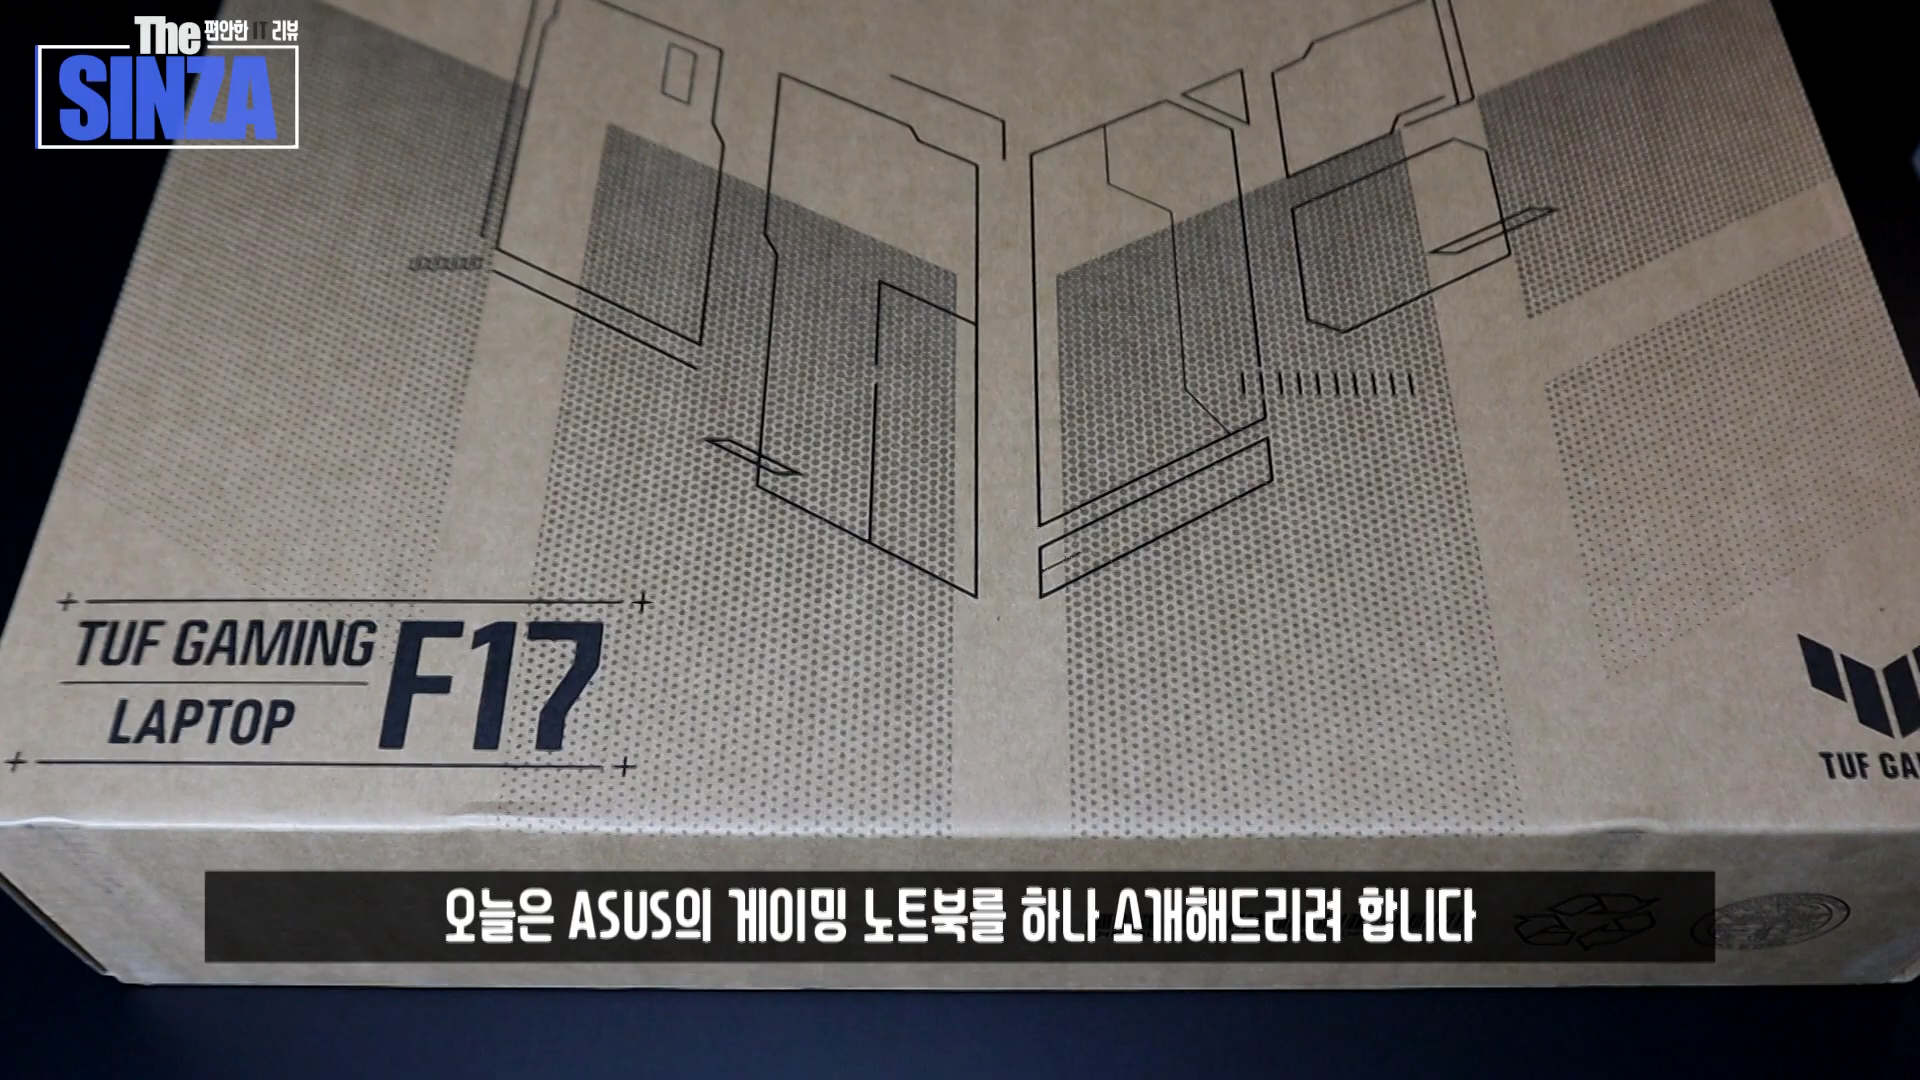 The 편안한 IT 리뷰
SINZA
TUF GAMING
LAPTOP
F17
TUF GA
오늘은 ASUS의 게이밍 노트북를 하나 소개해드리려 합니다